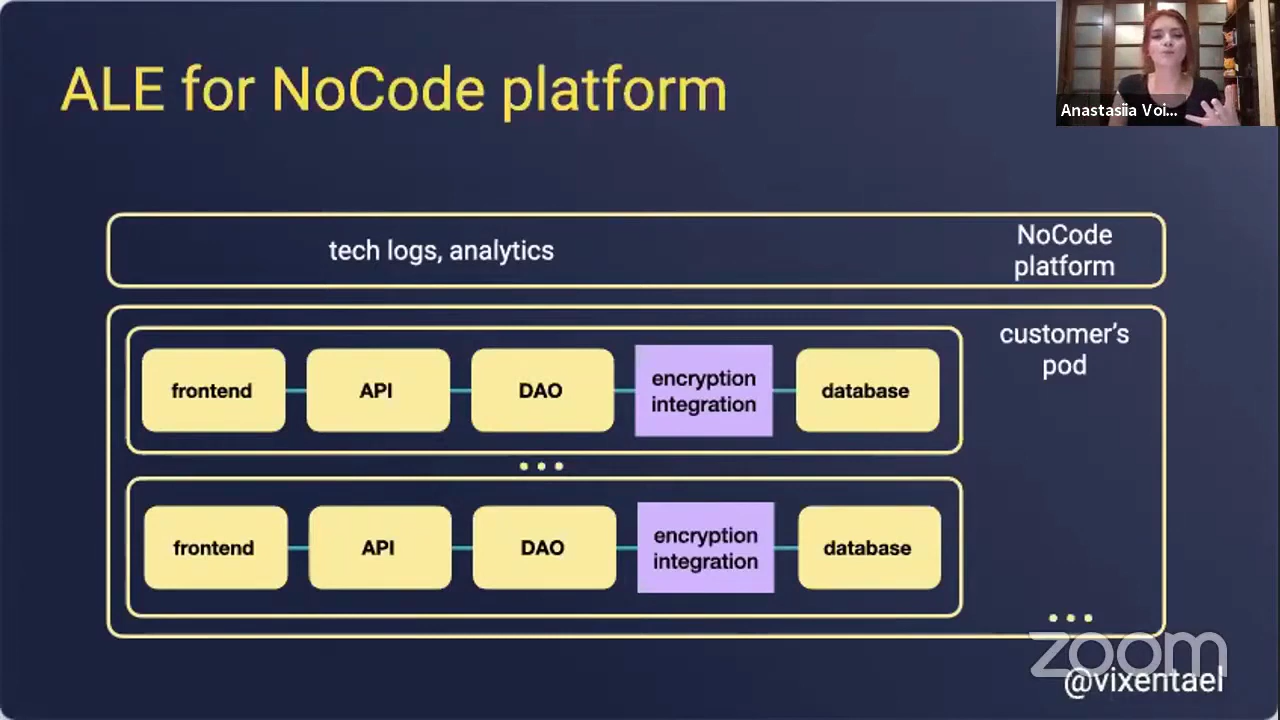 ALE for NoCode platform
Anastasiia Voi...
tech logs, analytics
NoCode
platform
customer's
pod
frontend
API
DAO
encryption
integration
database
frontend
API
DAO
encryption
integration
database
zoom
@vixentael